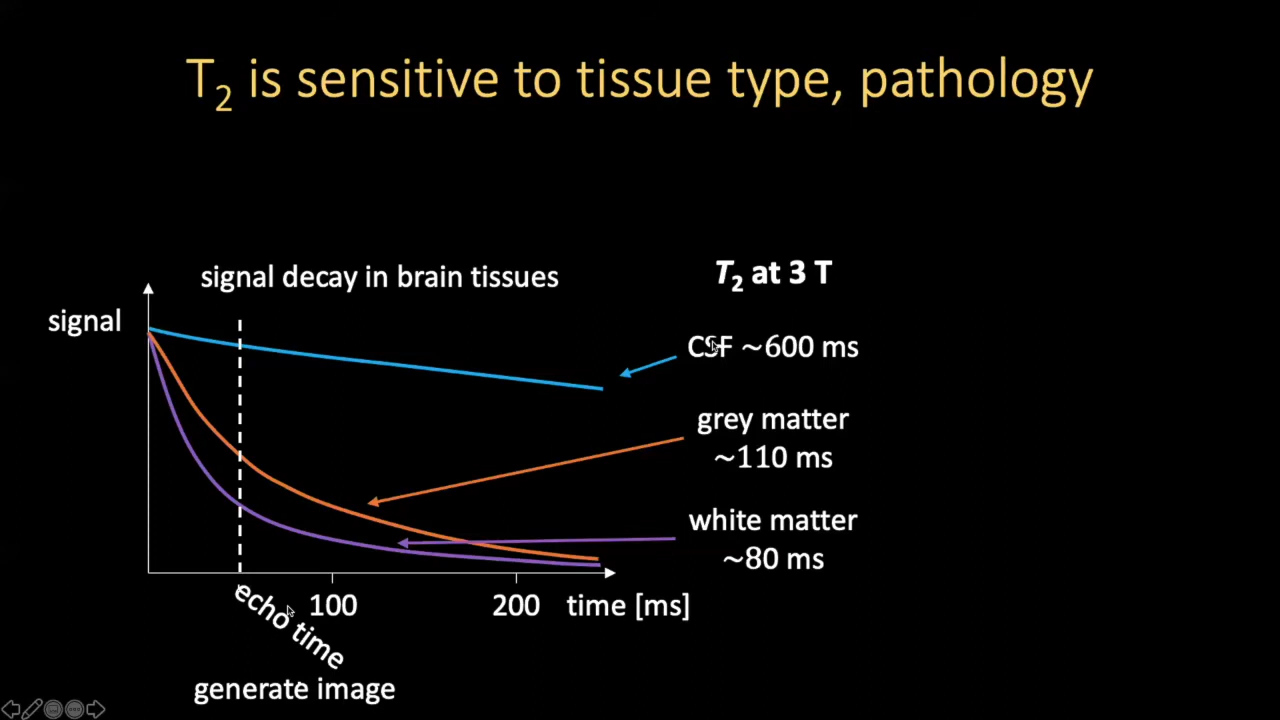 T2 is sensitive to tissue type, pathology
signal decay in brain tissues
T2 at 3 T
signal
CSF ~600 ms
grey matter
~110 ms
white matter
~80 ms
echo time
100
200
time [ms]
generate image